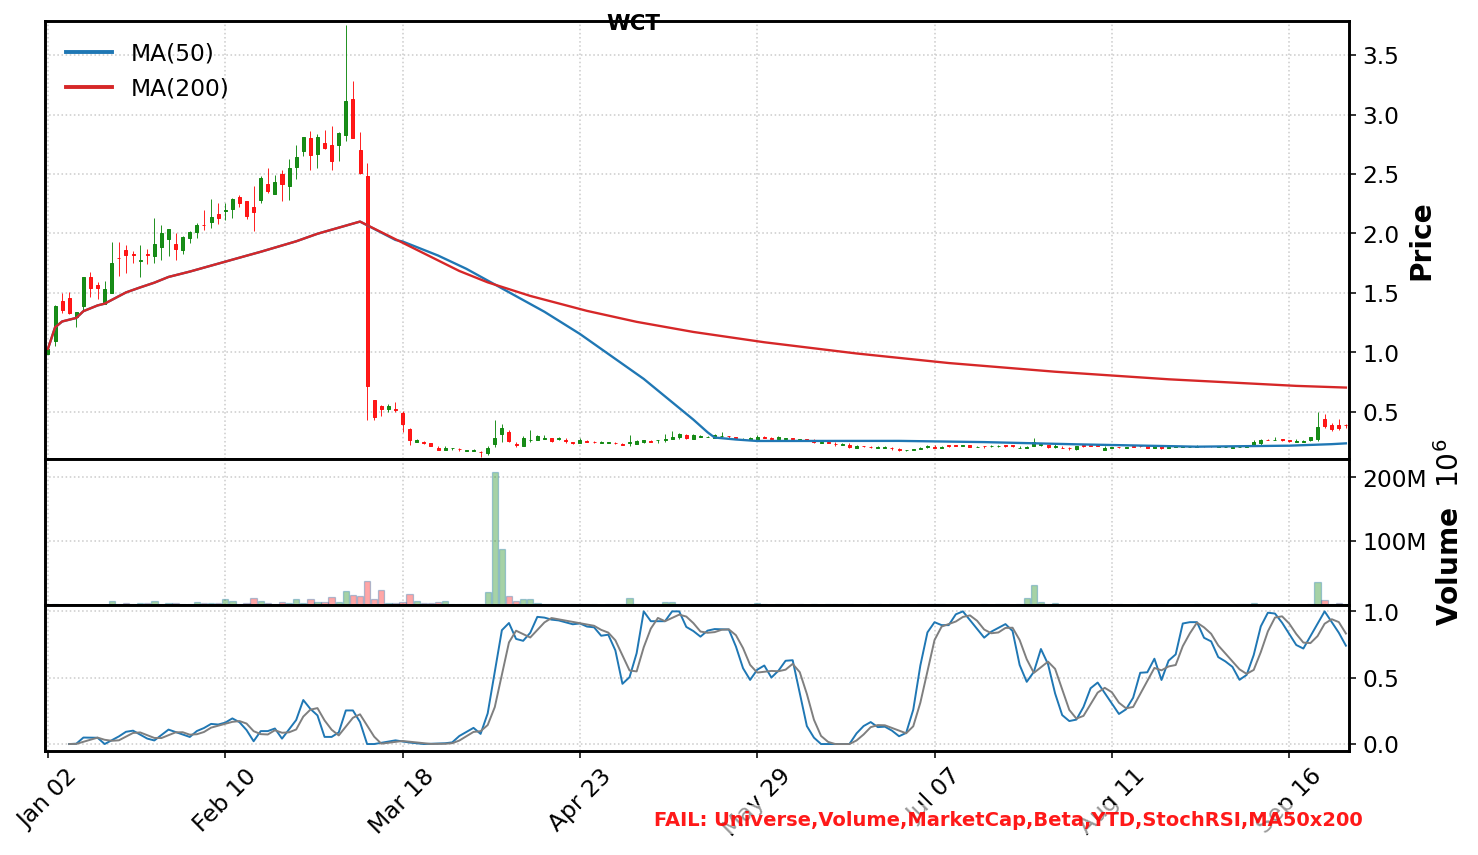 WCT
MA(50)
MA(200)
3.5
3.0
2.5
2.0
1.5
1.0
0.5
Price
200M
100M
Volume 10^6
1.0
0.5
0.0
Jan 02
Feb 10
Mar 18
Apr 23
May 29
Jul 07
Aug 11
Sep 16
FAIL: Universe,Volume,MarketCap,Beta,YTD,StochRSI,MA50x200